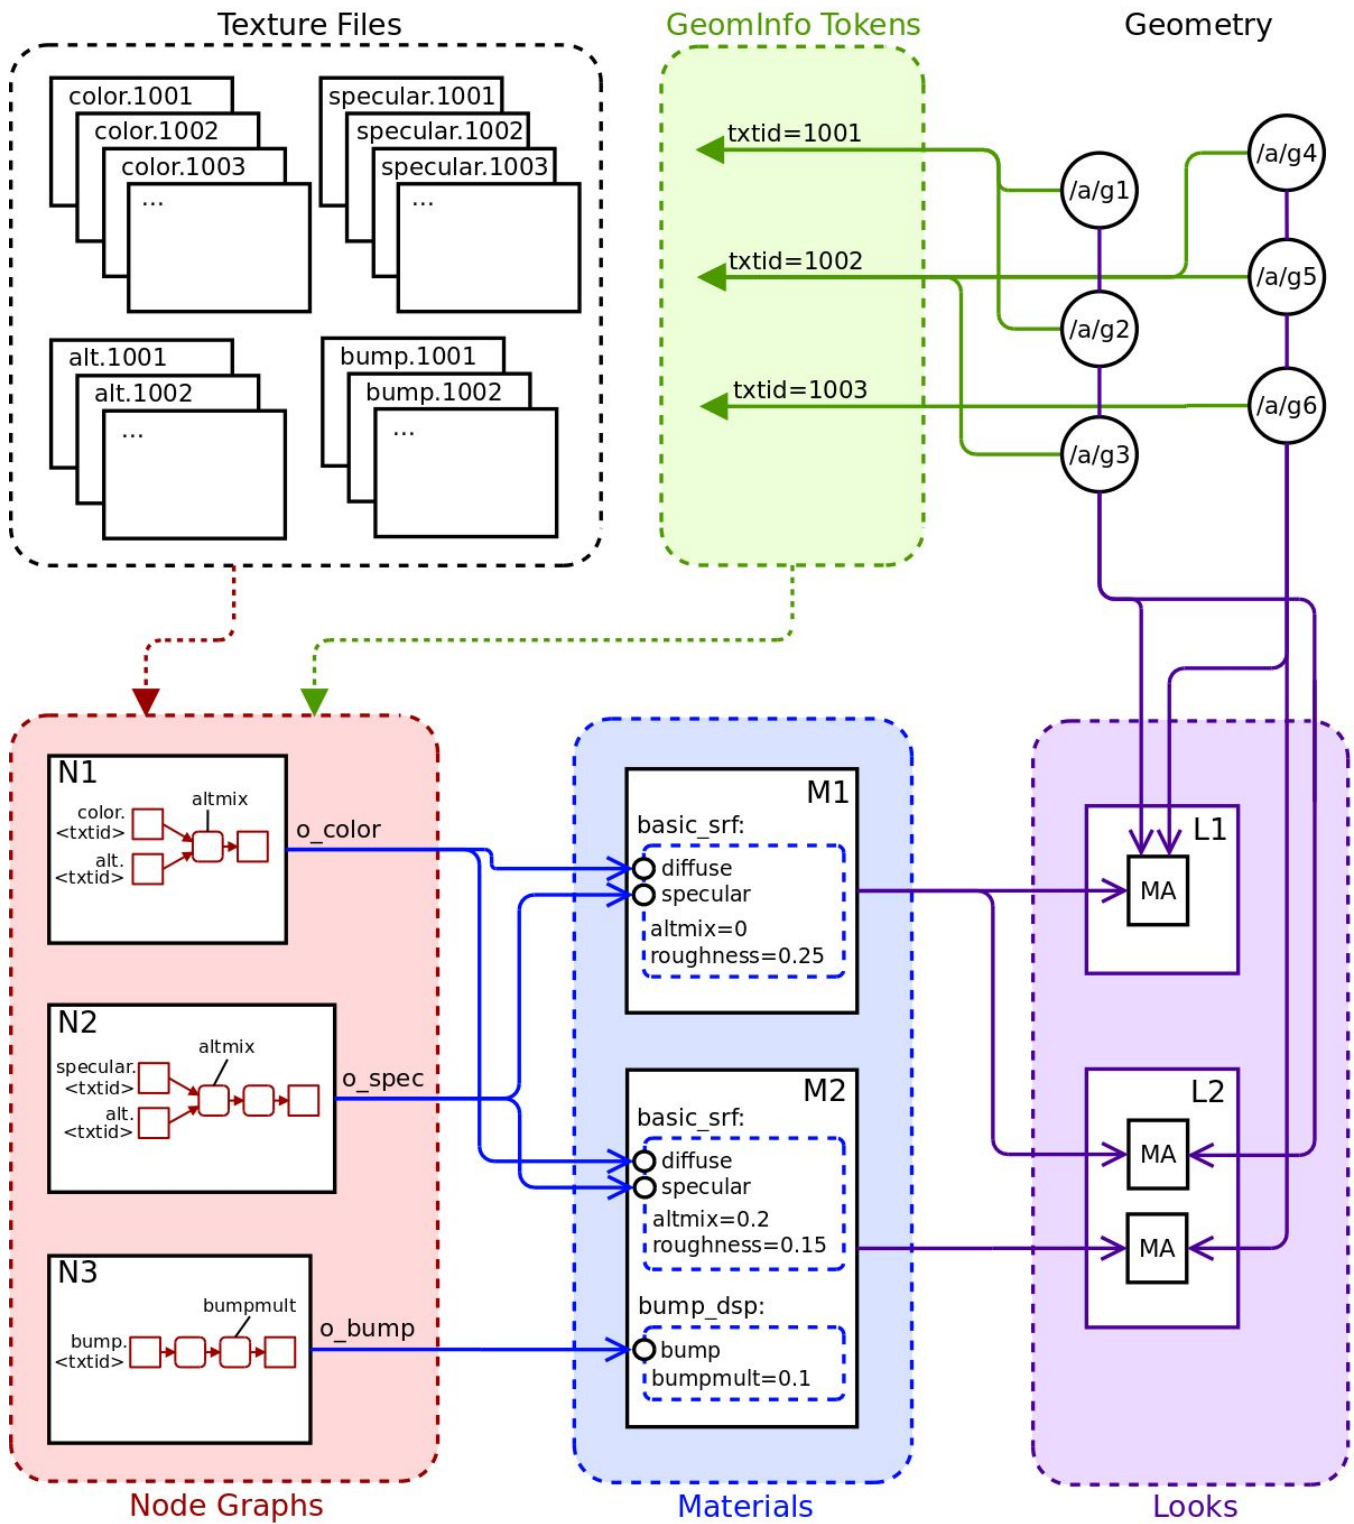 Texture Files
GeomInfo Tokens
Geometry
color.1001
color.1002
color.1003
...
specular.1001
specular.1002
specular.1003
...
alt.1001
alt.1002
...
bump.1001
bump.1002
...
txtid=1001
txtid=1002
txtid=1003
/a/g1
/a/g2
/a/g3
/a/g4
/a/g5
/a/g6
N1
color.
<txtid>
alt.
<txtid>
altmix
o_color
N2
specular.
<txtid>
alt.
<txtid>
altmix
o_spec
N3
bump.
<txtid>
bumpmult
o_bump
Node Graphs
M1
basic_srf:
diffuse
specular
altmix=0
roughness=0.25
M2
basic_srf:
diffuse
specular
altmix=0.2
roughness=0.15
bump_dsp:
bump
bumpmult=0.1
Materials
L1
MA
L2
MA
MA
Looks